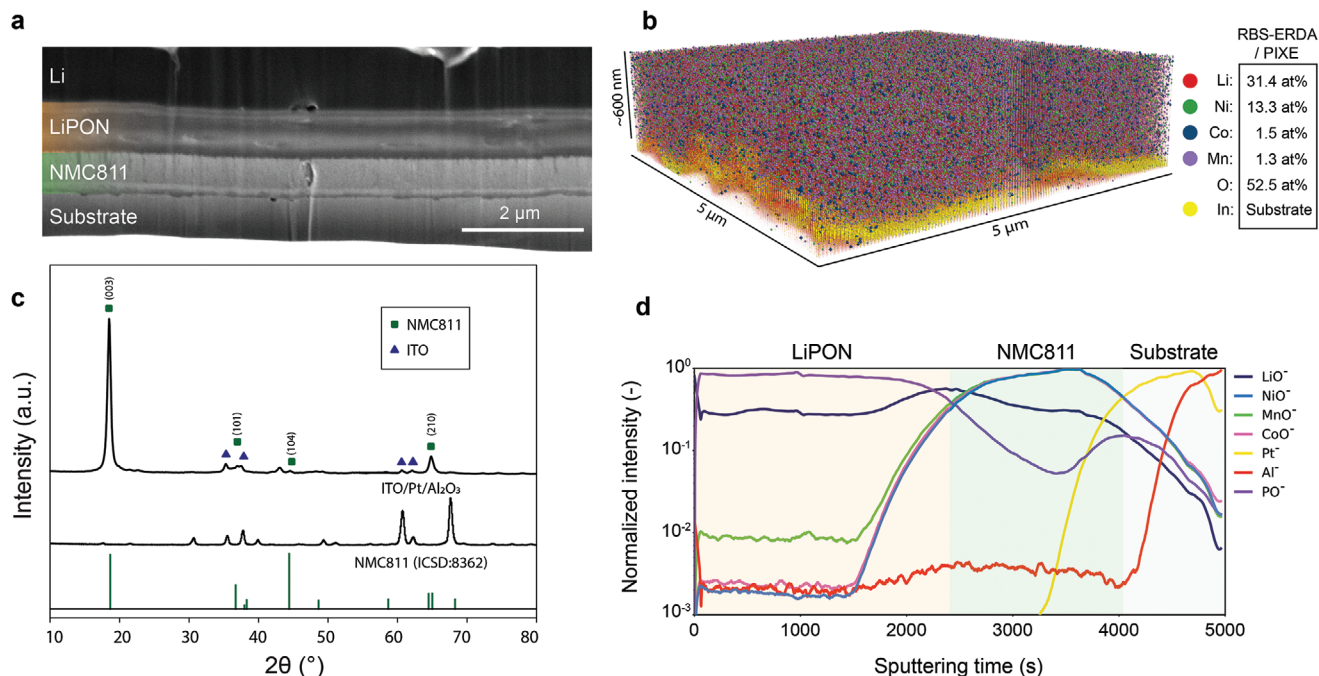 a
Li
LiPON
NMC811
Substrate
2 μm
b
~600 nm
5 μm
5 μm
RBS-ERDA
/ PIXE
Li: 31.4 at%
Ni: 13.3 at%
Co: 1.5 at%
Mn: 1.3 at%
O: 52.5 at%
In: Substrate
c
Intensity (a.u.)
(003)
(101)
(104)
(210)
NMC811
ITO
ITO/Pt/Al₂O₃
NMC811 (ICSD:8362)
10 20 30 40 50 60 70 80
2θ (°)
d
LiPON NMC811 Substrate
Normalized intensity (-)
10⁰
10⁻¹
10⁻²
10⁻³
0 1000 2000 3000 4000 5000
Sputtering time (s)
LiO⁻
NiO⁻
MnO⁻
CoO⁻
Pt⁻
Al⁻
PO⁻